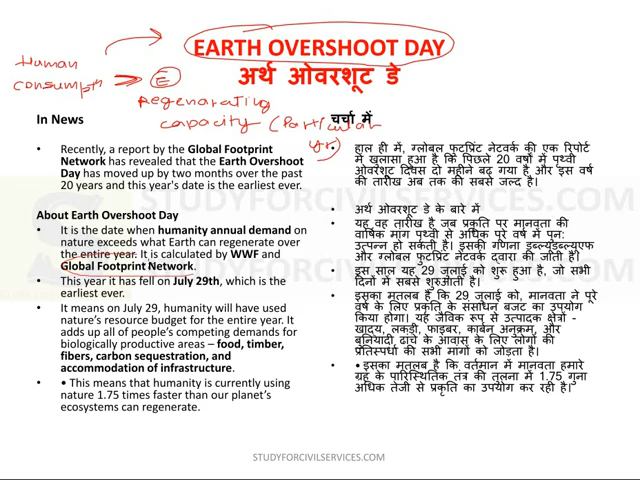 EARTH OVERSHOOT DAY
अर्थ ओवरशूट डे
Human
consumptn >> E
regenarating
capacity (Particular
yr)
In News
Recently, a report by the Global Footprint
Network has revealed that the Earth Overshoot
Day has moved up by two months over the past
20 years and this year's date is the earliest ever.
About Earth Overshoot Day
It is the date when humanity annual demand on
nature exceeds what Earth can regenerate over
the entire year. It is calculated by WWF and
Global Footprint Network.
This year it has fell on July 29th, which is the
earliest ever.
It means on July 29, humanity will have used
nature's resource budget for the entire year. It
adds up all of people's competing demands for
biologically productive areas – food, timber,
fibers, carbon sequestration, and
accommodation of infrastructure.
• This means that humanity is currently using
nature 1.75 times faster than our planet's
ecosystems can regenerate.
चर्चा में
हाल ही में, ग्लोबल फुटप्रिंट नेटवर्क की एक रिपोर्ट
में खुलासा हुआ है कि पिछले 20 वर्षों में पृथ्वी
ओवरशूट दिवस दो महीने बढ़ गया है और इस वर्ष
की तारीख अब तक की सबसे जल्द है।
अर्थ ओवरशूट डे के बारे में
यह वह तारीख है जब प्रकृति पर मानवता की
वार्षिक मांग पृथ्वी से अधिक पूरे वर्ष में पुन:
उत्पन्न हो सकती है। इसकी गणना डब्ल्यूडब्ल्यूएफ
और ग्लोबल फुटप्रिंट नेटवर्क द्वारा की जाती है।
इस साल यह 29 जुलाई को शुरू हुआ है, जो सभी
दिनों में सबसे शुरुआती है।
इसका मतलब है कि 29 जुलाई को, मानवता ने पूरे
वर्ष के लिए प्रकृति के संसाधन बजट का उपयोग
किया होगा। यह जैविक रूप से उत्पादक क्षेत्रों -
खाद्य, लकड़ी, फाइबर, कार्बन अनुक्रम, और
बुनियादी ढांचे के आवास के लिए लोगों की
प्रतिस्पर्धा की सभी मांगों को जोड़ता है।
• इसका मतलब है कि वर्तमान में मानवता हमारे
ग्रह के पारिस्थितिक तंत्र की तुलना में 1.75 गुना
अधिक तेजी से प्रकृति का उपयोग कर रही है।
STUDYFORCIVILSERVICES.COM